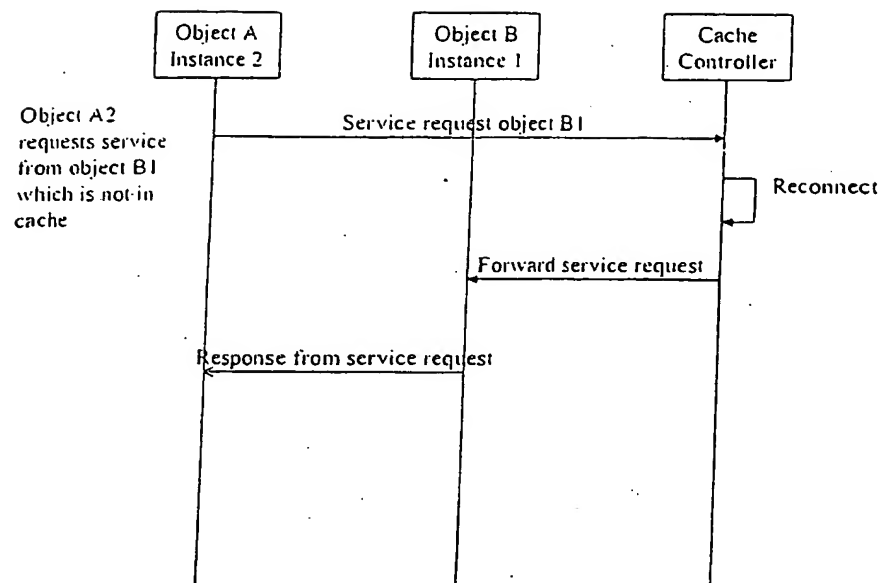 Object A
Instance 2
Object B
Instance 1
Cache
Controller
Object A2
requests service
from object B1
which is not in
cache
Service request object B1
Reconnect
Forward service request
Response from service request